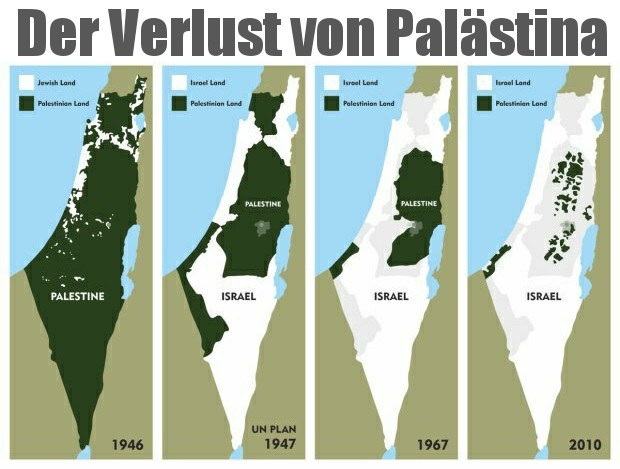 Der Verlust von Palästina
Jewish Land
Palestinian Land
PALESTINE
1946
Israel Land
Palestinian Land
PALESTINE
ISRAEL
UN PLAN
1947
Israel Land
Palestinian Land
PALESTINE
ISRAEL
1967
Israel Land
Palestinian Land
ISRAEL
2010